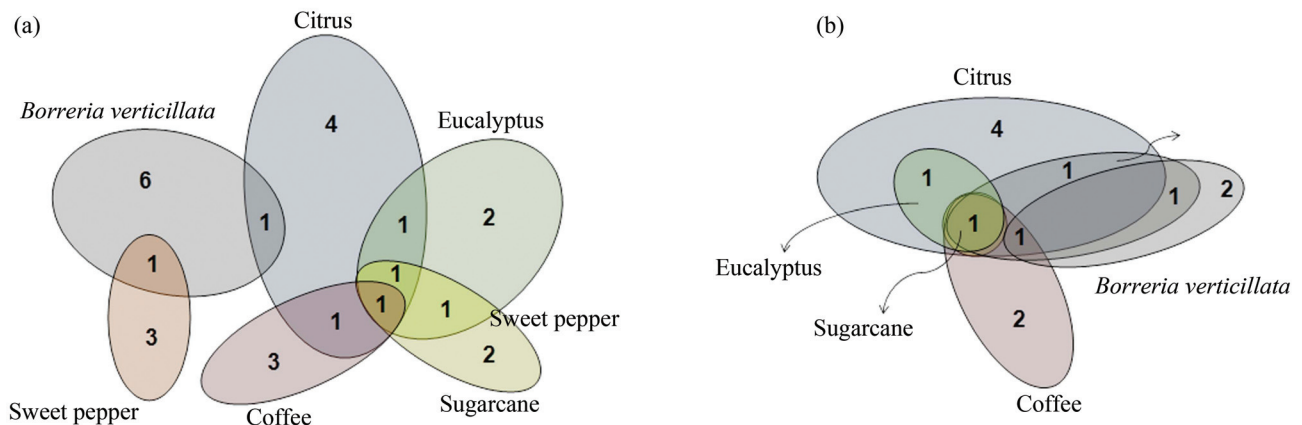 (a)
Citrus
Borreria verticillata
Eucalyptus
4
6
1
1
2
1
1
1
1
1
3
3
2
Sweet pepper
Sweet pepper
Coffee
Sugarcane
(b)
Citrus
4
1
1
1
2
1
1
Eucalyptus
Borreria verticillata
Sugarcane
2
Coffee